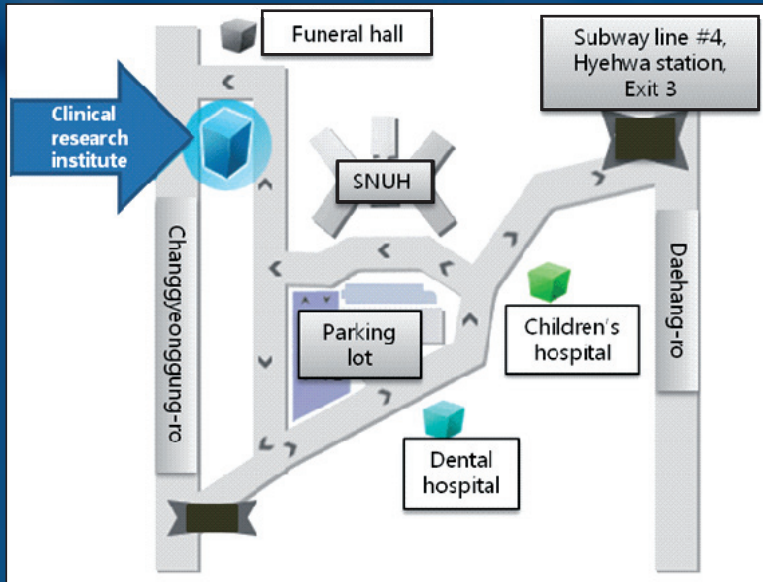 Funeral hall
Subway line #4,
Hyehwa station,
Exit 3
Clinical
research
institute
SNUH
Changgyeonggung-ro
Daehang-ro
Parking
lot
Children's
hospital
Dental
hospital